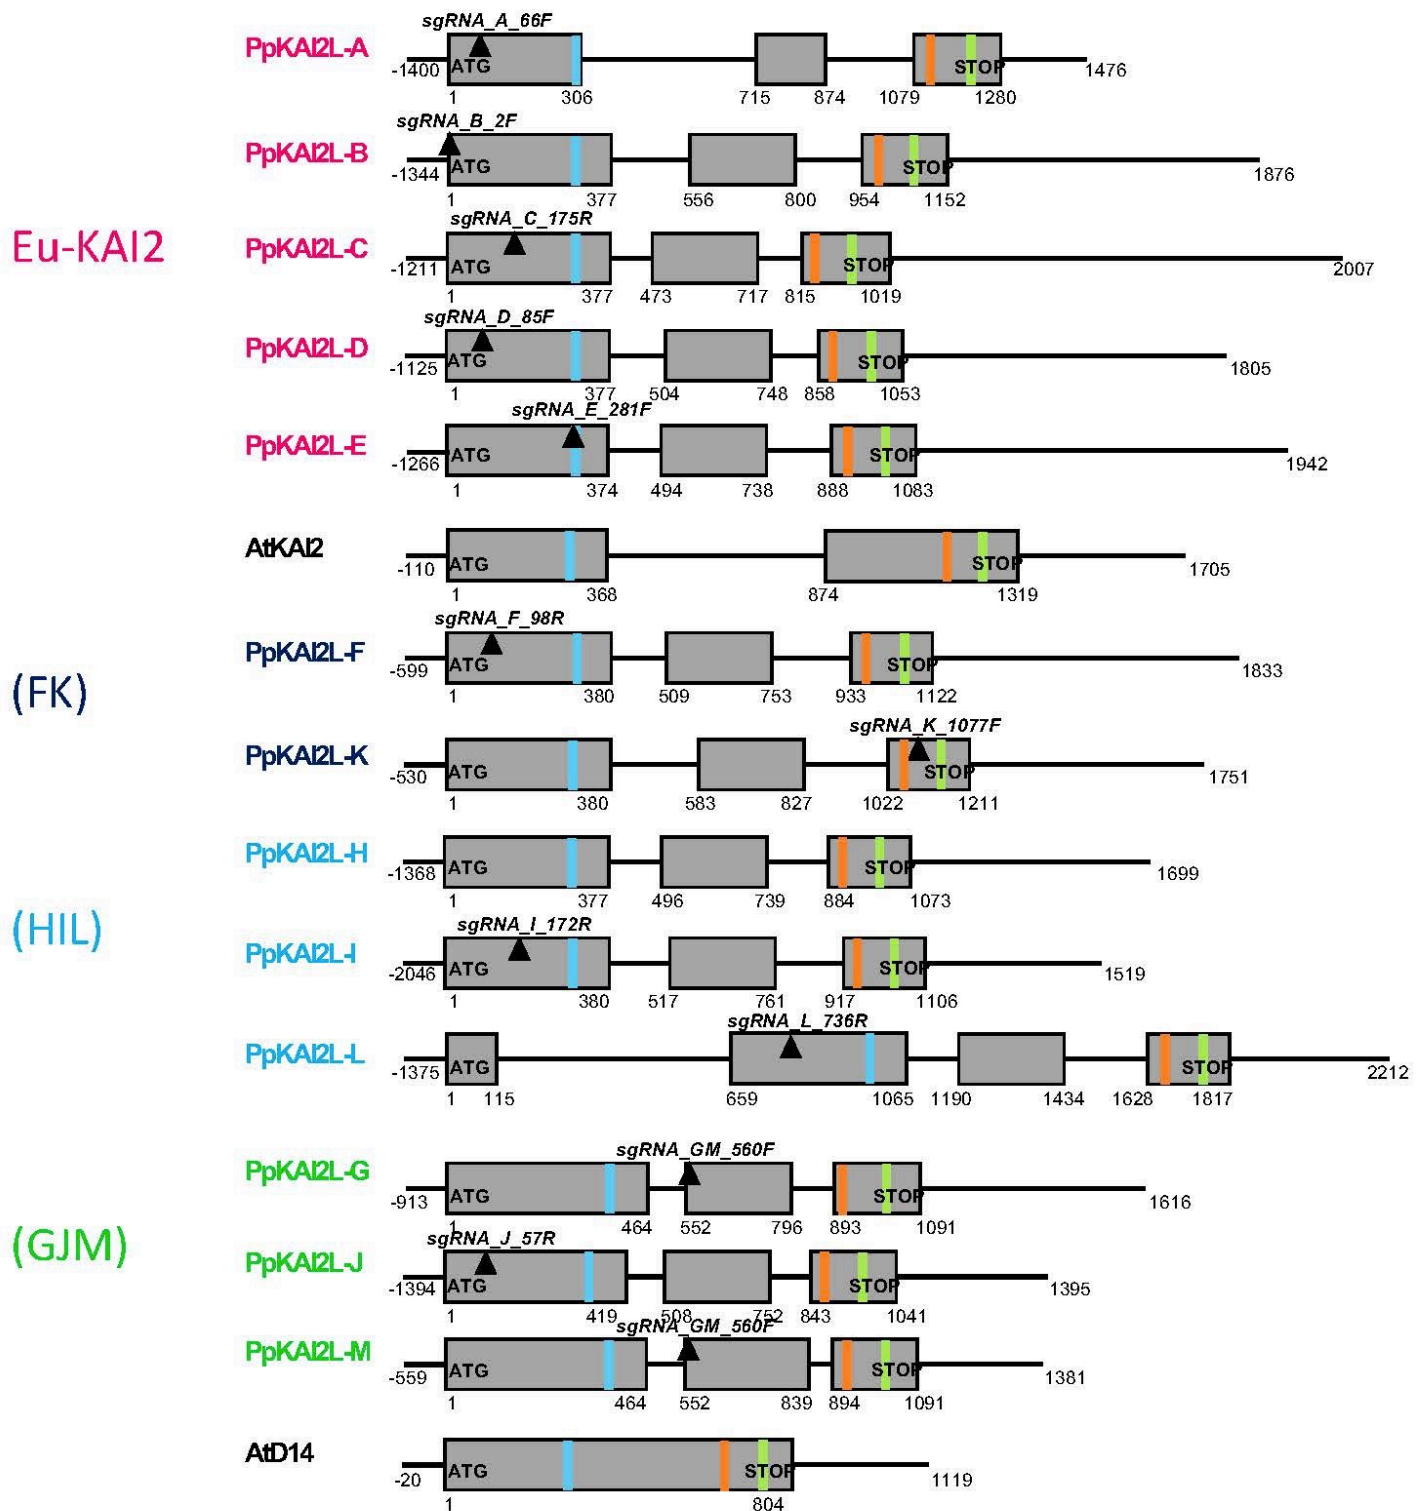 sgRNA_A_66F
PpKAI2L-A
-1400 ATG STOP 1476
1 306 715 874 1079 1280
sgRNA_B_2F
PpKAI2L-B
-1344 ATG STOP 1876
1 377 556 800 954 1152
Eu-KAI2
sgRNA_C_175R
PpKAI2L-C
-1211 ATG STOP 2007
1 377 473 717 815 1019
sgRNA_D_85F
PpKAI2L-D
-1125 ATG STOP 1805
1 377 504 748 858 1053
sgRNA_E_281F
PpKAI2L-E
-1266 ATG STOP 1942
1 374 494 738 888 1083
AtKAI2
-110 ATG STOP 1705
1 368 874 1319
(FK)
sgRNA_F_98R
PpKAI2L-F
-599 ATG STOP 1833
1 380 509 753 933 1122
sgRNA_K_1077F
PpKAI2L-K
-530 ATG STOP 1751
1 380 583 827 1022 1211
(HIL)
PpKAI2L-H
-1368 ATG STOP 1699
1 377 496 739 884 1073
sgRNA_I_172R
PpKAI2L-I
-2046 ATG STOP 1519
1 380 517 761 917 1106
sgRNA_L_736R
PpKAI2L-L
-1375 ATG STOP 2212
1 115 659 1065 1190 1434 1628 1817
(GJM)
sgRNA_GM_560F
PpKAI2L-G
-913 ATG STOP 1616
1 464 552 796 893 1091
sgRNA_J_57R
PpKAI2L-J
-1394 ATG STOP 1395
1 419 508 752 843 1041
sgRNA_GM_560F
PpKAI2L-M
-559 ATG STOP 1381
1 464 552 839 894 1091
AtD14
-20 ATG STOP 1119
1 804